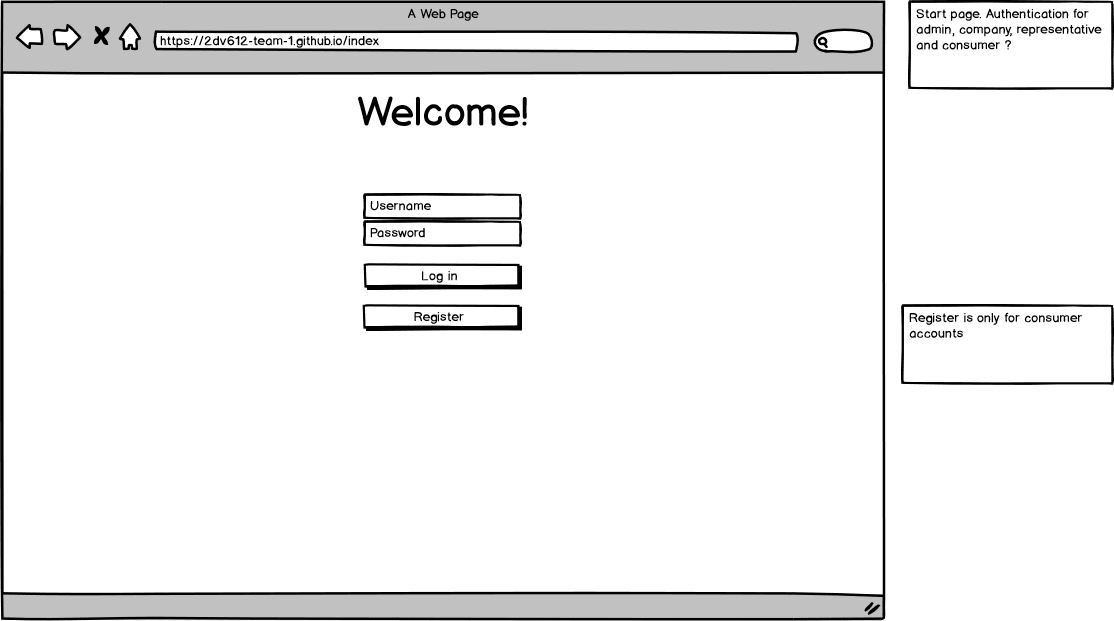 A Web Page
https://2dv612-team-1.github.io/index
Welcome!
Username
Password
Log in
Register
Start page. Authentication for
admin, company, representative
and consumer ?
Register is only for consumer
accounts